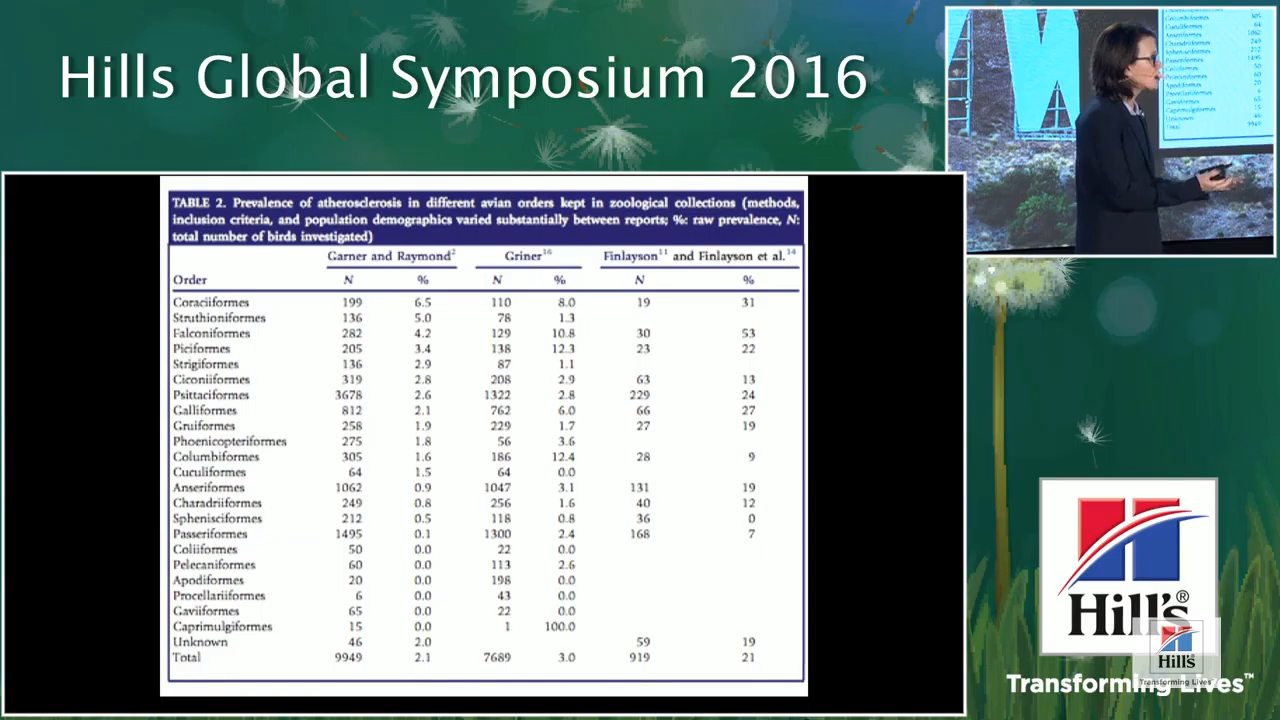 Hills Global Symposium 2016
TABLE 2. Prevalence of atherosclerosis in different avian orders kept in zoological collections (methods,
inclusion criteria, and population demographics varied substantially between reports; %: raw prevalence, N:
total number of birds investigated)
Garner and Raymond2 Griner16 Finlayson11 and Finlayson et al.14
Order N % N % N %
Coraciiformes 199 6.5 110 8.0 19 31
Struthioniformes 136 5.0 78 1.3
Falconiformes 282 4.2 129 10.8 30 53
Piciformes 205 3.4 138 12.3 23 22
Strigiformes 136 2.9 87 1.1
Ciconiiformes 319 2.8 208 2.9 63 13
Psittaciformes 3678 2.6 1322 2.8 229 24
Galliformes 812 2.1 762 6.0 66 27
Gruiformes 258 1.9 229 1.7 27 19
Phoenicopteriformes 275 1.8 56 3.6
Columbiformes 305 1.6 186 12.4 28 9
Cuculiformes 64 1.5 64 0.0
Anseriformes 1062 0.9 1047 3.1 131 19
Charadriiformes 249 0.8 256 1.6 40 12
Sphenisciformes 212 0.5 118 0.8 36 0
Passeriformes 1495 0.1 1300 2.4 168 7
Coliiformes 50 0.0 22 0.0
Pelecaniformes 60 0.0 113 2.6
Apodiformes 20 0.0 198 0.0
Procellariiformes 6 0.0 43 0.0
Gaviiformes 65 0.0 22 0.0
Caprimulgiformes 15 0.0 1 100.0
Unknown 46 2.0 59 19
Total 9949 2.1 7689 3.0 919 21
Hill's®
Transforming Lives™
Hill's
Transforming Lives